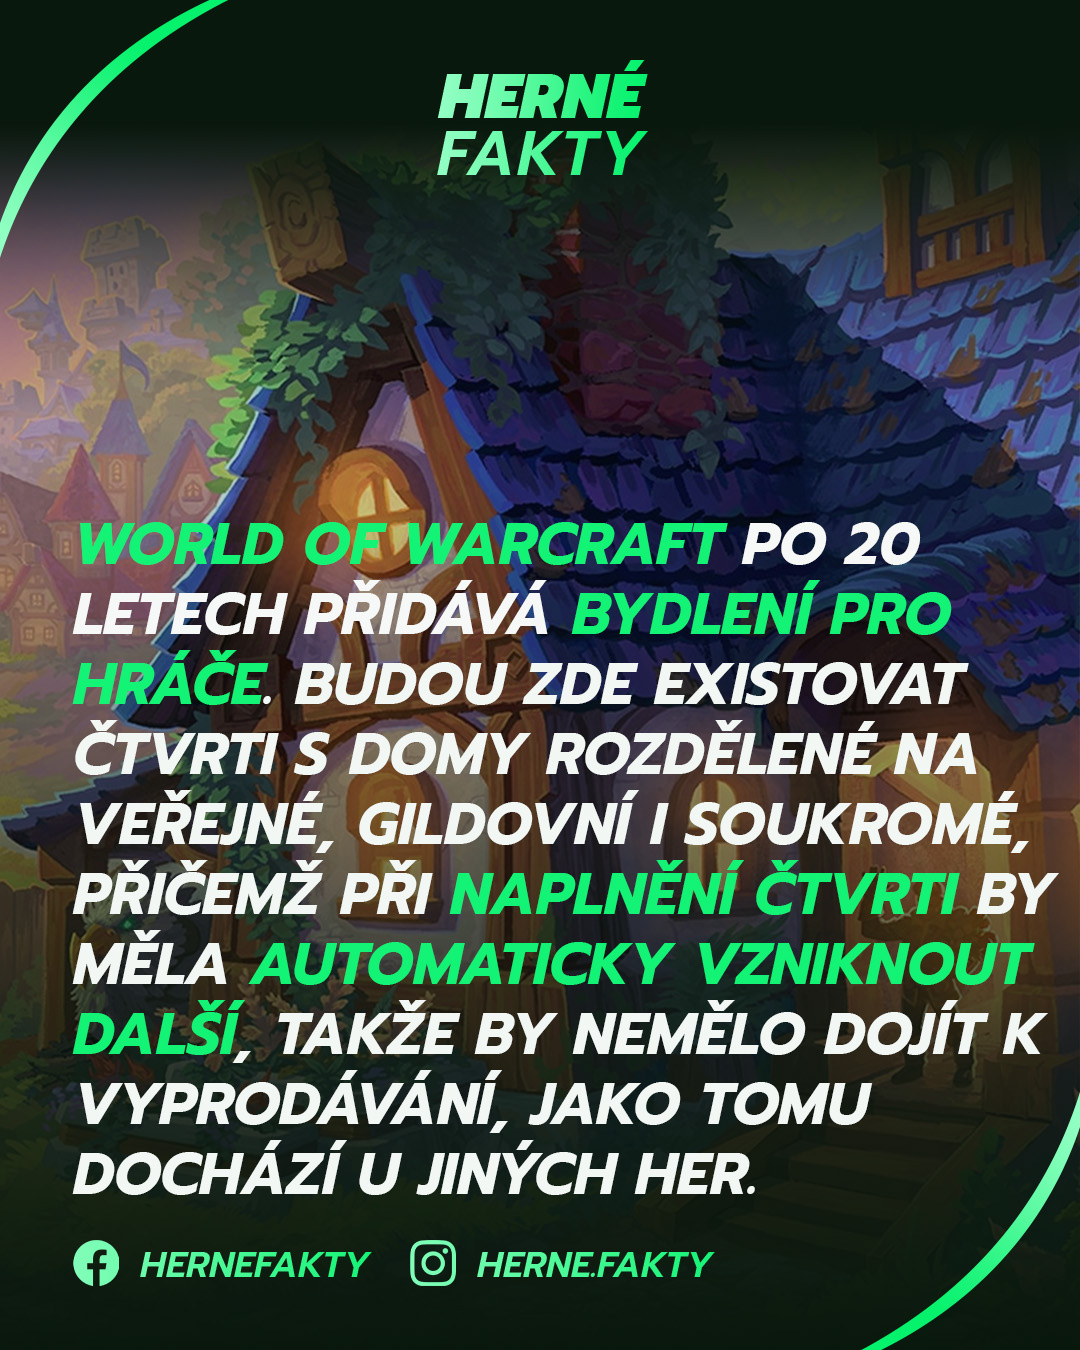 HERNÉ
FAKTY
WORLD OF WARCRAFT PO 20
LETECH PŘIDÁVÁ BYDLENÍ PRO
HRÁČE. BUDOU ZDE EXISTOVAT
ČTVRTI S DOMY ROZDĚLENÉ NA
VEŘEJNÉ, GILDOVNÍ I SOUKROMÉ,
PŘIČEMŽ PŘI NAPLNĚNÍ ČTVRTI BY
MĚLA AUTOMATICKY VZNIKNOUT
DALŠÍ, TAKŽE BY NEMĚLO DOJÍT K
VYPRODÁVÁNÍ, JAKO TOMU
DOCHÁZÍ U JINÝCH HER.
HERNEFAKTY HERNE.FAKTY